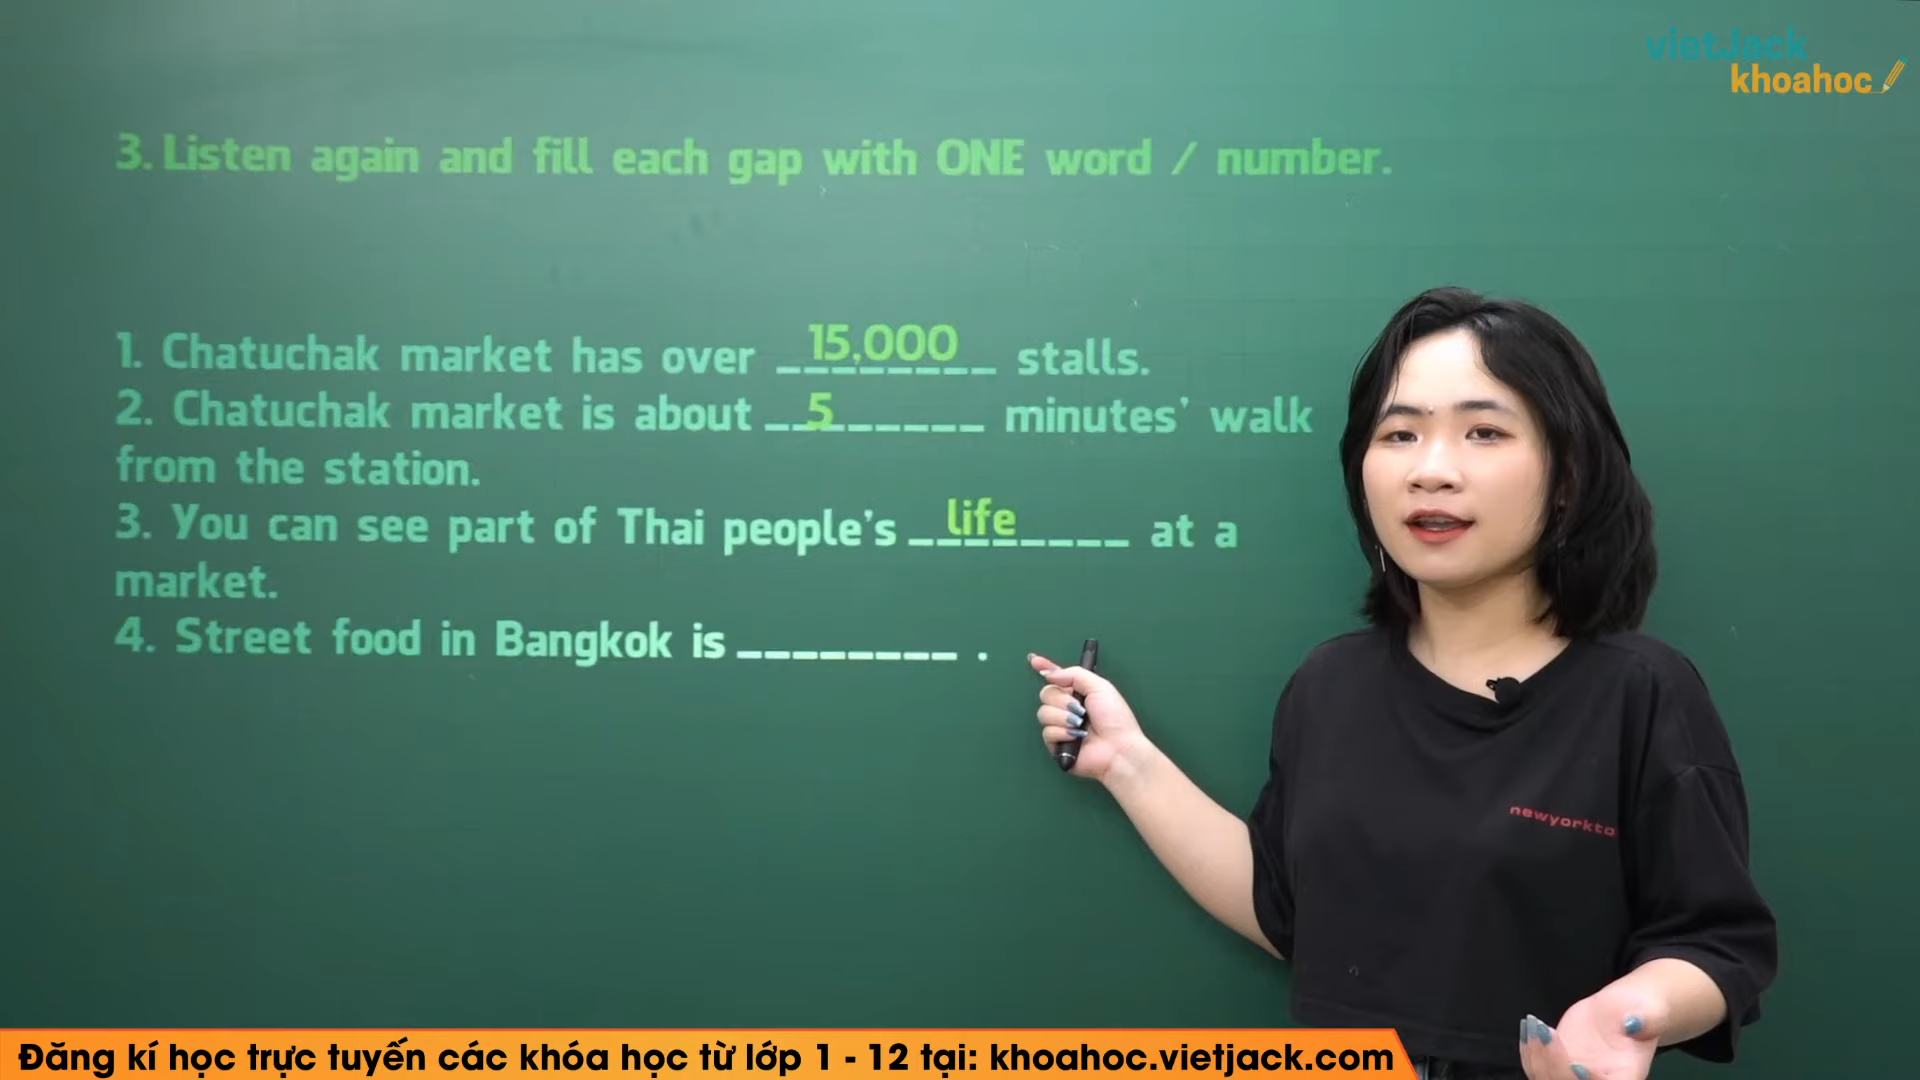 vietJack
khoahoc
3. Listen again and fill each gap with ONE word / number.
1. Chatuchak market has over 15,000 stalls.
2. Chatuchak market is about 5 minutes' walk
from the station.
3. You can see part of Thai people's life at a
market.
4. Street food in Bangkok is ________ .
newyorkto
Đăng kí học trực tuyến các khóa học từ lớp 1 - 12 tại: khoahoc.vietjack.com